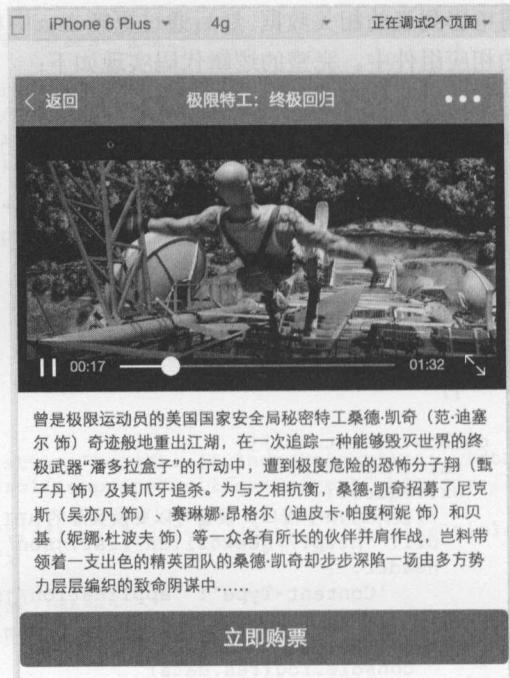 iPhone 6 Plus 4g 正在调试2个页面
返回 极限特工：终极回归
00:17 01:32
曾是极限运动员的美国国家安全局秘密特工桑德·凯奇（范·迪塞
尔 饰）奇迹般地重出江湖，在一次追踪一种能够毁灭世界的终
极武器“潘多拉盒子”的行动中，遭到极度危险的恐怖分子翔（甄
子丹 饰）及其爪牙追杀。为与之相抗衡，桑德·凯奇招募了尼克
斯（吴亦凡 饰）、赛琳娜·昂格尔（迪皮卡·帕度柯妮 饰）和贝
基（妮娜·杜波夫 饰）等一众各有所长的伙伴并肩作战，岂料带
领着一支出色的精英团队的桑德·凯奇却步步深陷一场由多方势
力层层编织的致命阴谋中......
立即购票